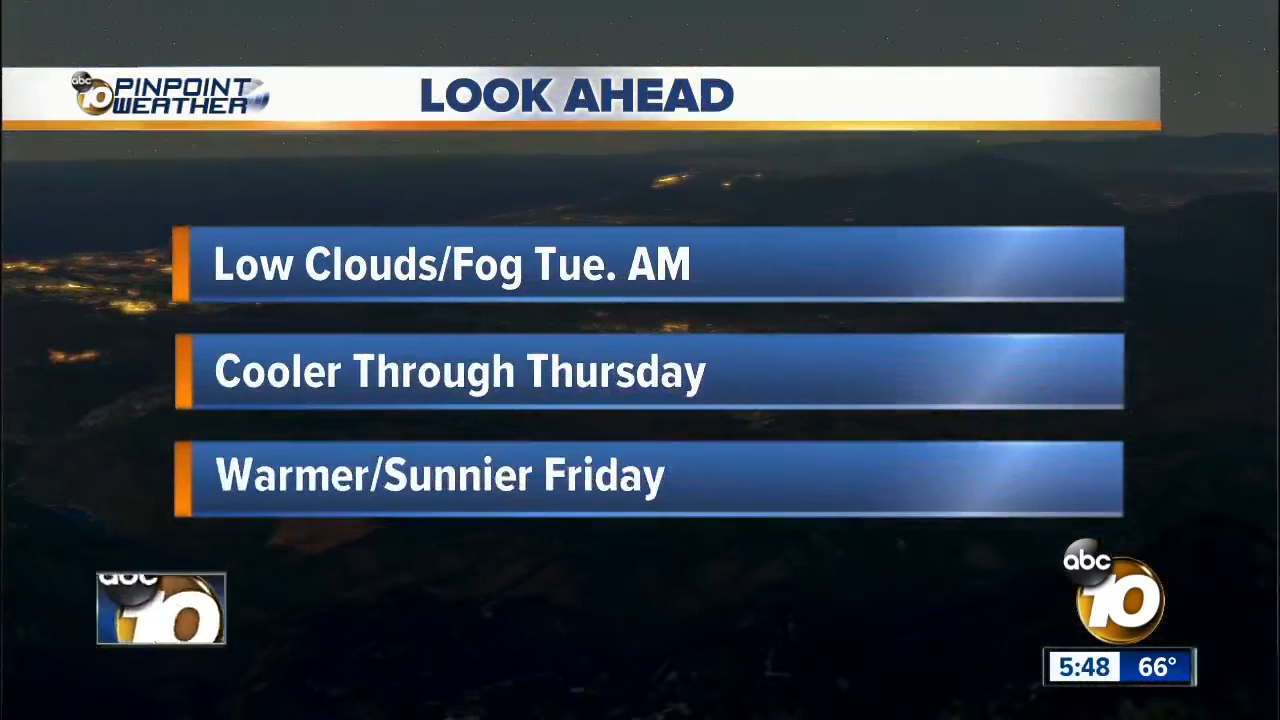 abc
10
PINPOINT
WEATHER
LOOK AHEAD
Low Clouds/Fog Tue. AM
Cooler Through Thursday
Warmer/Sunnier Friday
abc
10
abc
10
5:48 66°